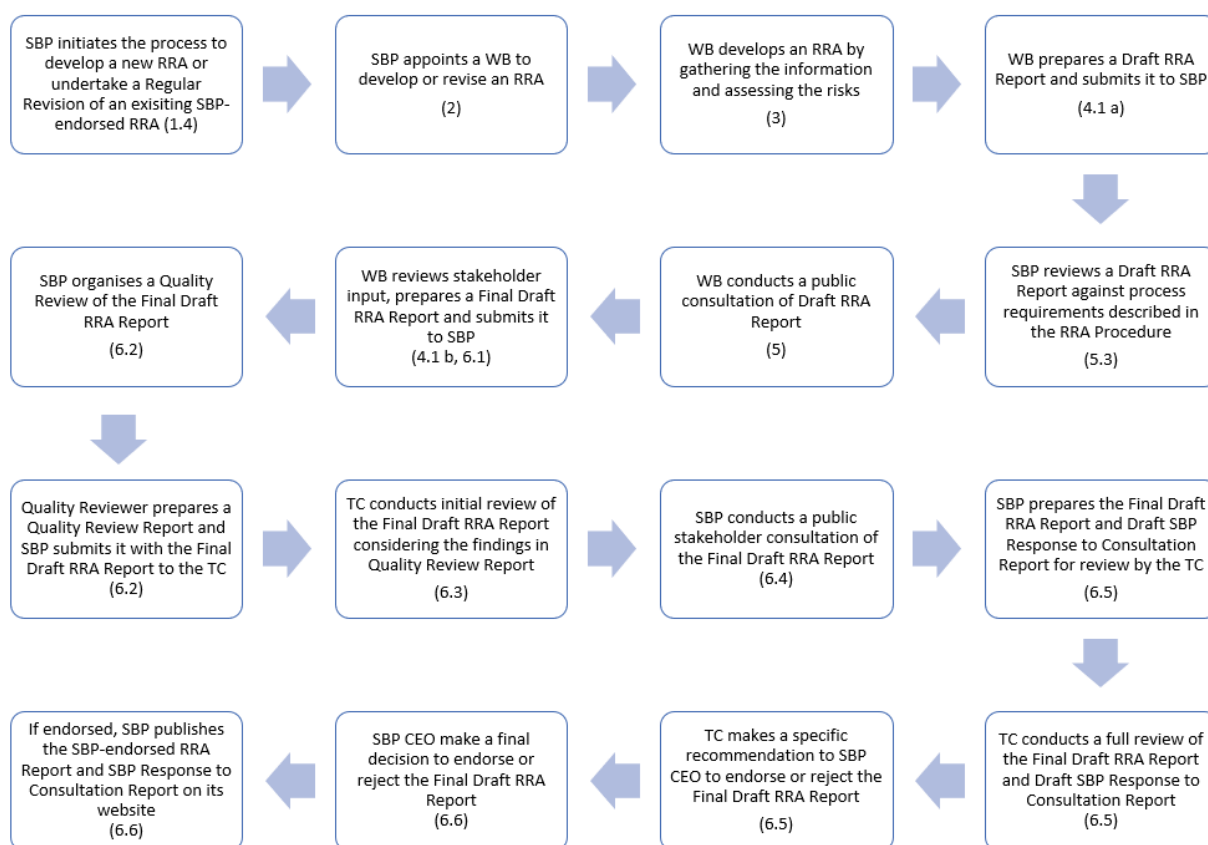 SBP initiates the process to
develop a new RRA or
undertake a Regular
Revision of an exisiting SBP-
endorsed RRA (1.4)
SBP appoints a WB to
develop or revise an RRA
(2)
WB develops an RRA by
gathering the information
and assessing the risks
(3)
WB prepares a Draft RRA
Report and submits it to SBP
(4.1 a)
SBP reviews a Draft RRA
Report against process
requirements described in
the RRA Procedure
(5.3)
WB conducts a public
consultation of Draft RRA
Report
(5)
WB reviews stakeholder
input, prepares a Final Draft
RRA Report and submits it
to SBP
(4.1 b, 6.1)
SBP organises a Quality
Review of the Final Draft
RRA Report
(6.2)
Quality Reviewer prepares a
Quality Review Report and
SBP submits it with the Final
Draft RRA Report to the TC
(6.2)
TC conducts initial review of
the Final Draft RRA Report
considering the findings in
Quality Review Report
(6.3)
SBP conducts a public
stakeholder consultation of
the Final Draft RRA Report
(6.4)
SBP prepares the Final Draft
RRA Report and Draft SBP
Response to Consultation
Report for review by the TC
(6.5)
TC conducts a full review of
the Final Draft RRA Report
and Draft SBP Response to
Consultation Report
(6.5)
TC makes a specific
recommendation to SBP
CEO to endorse or reject the
Final Draft RRA Report
(6.5)
SBP CEO make a final
decision to endorse or
reject the Final Draft RRA
Report
(6.6)
If endorsed, SBP publishes
the SBP-endorsed RRA
Report and SBP Response to
Consultation Report on its
website
(6.6)